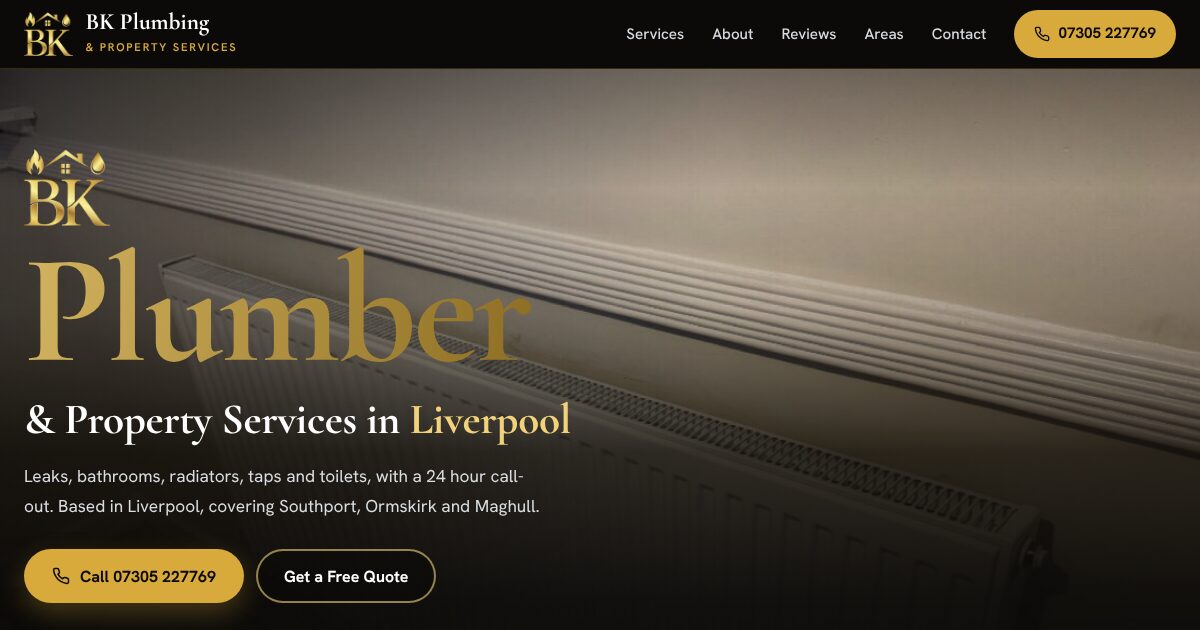 BK
BK Plumbing
& PROPERTY SERVICES
Services
About
Reviews
Areas
Contact
07305 227769
BK
Plumber
& Property Services in Liverpool
Leaks, bathrooms, radiators, taps and toilets, with a 24 hour call-
out. Based in Liverpool, covering Southport, Ormskirk and Maghull.
Call 07305 227769
Get a Free Quote